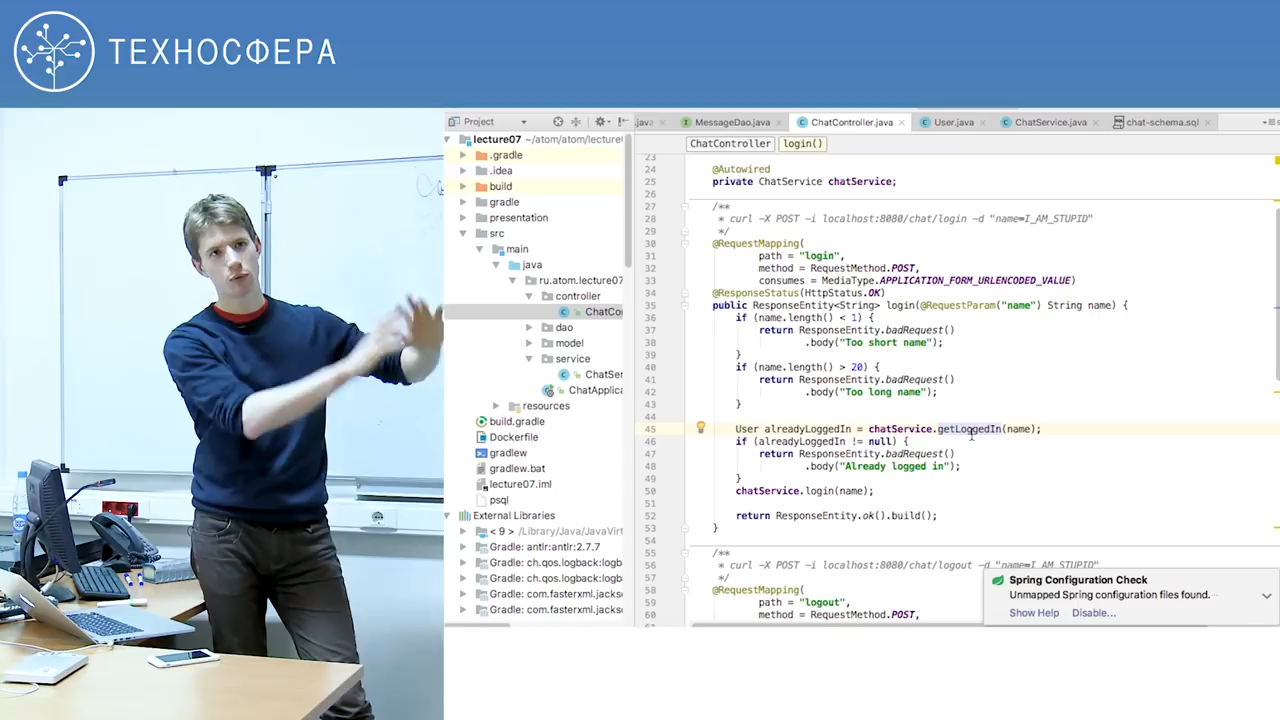 ТЕХНОСФЕРА
Project
.java
MessageDao.java
ChatController.java
User.java
ChatService.java
chat-schema.sql
ChatController
login()
lecture07 ~/atom/atom/lecture
.gradle
.idea
build
gradle
presentation
src
main
java
ru.atom.lecture07
controller
ChatCo
dao
model
service
ChatSe
ChatApplica
resources
build.gradle
Dockerfile
gradlew
gradlew.bat
lecture07.iml
psql
External Libraries
< 9 > /Library/Java/JavaVirt
Gradle: antlr:antlr:2.7.7
Gradle: ch.qos.logback:logb
Gradle: ch.qos.logback:logb
Gradle: com.fasterxml.jacks
Gradle: com.fasterxml.jacks
23
24 @Autowired
25 private ChatService chatService;
27 /**
28 * curl -X POST -i localhost:8080/chat/login -d "name=I_AM_STUPID"
29 */
30 @RequestMapping(
31 path = "login",
32 method = RequestMethod.POST,
33 consumes = MediaType.APPLICATION_FORM_URLENCODED_VALUE)
34 @ResponseStatus(HttpStatus.OK)
35 public ResponseEntity<String> login(@RequestParam("name") String name) {
36 if (name.length() < 1) {
37 return ResponseEntity.badRequest()
38 .body("Too short name");
39 }
40 if (name.length() > 20) {
41 return ResponseEntity.badRequest()
42 .body("Too long name");
43 }
44
45 User alreadyLoggedIn = chatService.getLoggedIn(name);
46 if (alreadyLoggedIn != null) {
47 return ResponseEntity.badRequest()
48 .body("Already logged in");
49 }
50 chatService.login(name);
51
52 return ResponseEntity.ok().build();
53 }
54
55 /**
56 * curl -X POST -i localhost:8080/chat/logout -d "name=I_AM_STUPID"
57 */
58 @RequestMapping(
59 path = "logout",
60 method = RequestMethod.POST,
Spring Configuration Check
Unmapped Spring configuration files found.
Show Help Disable...